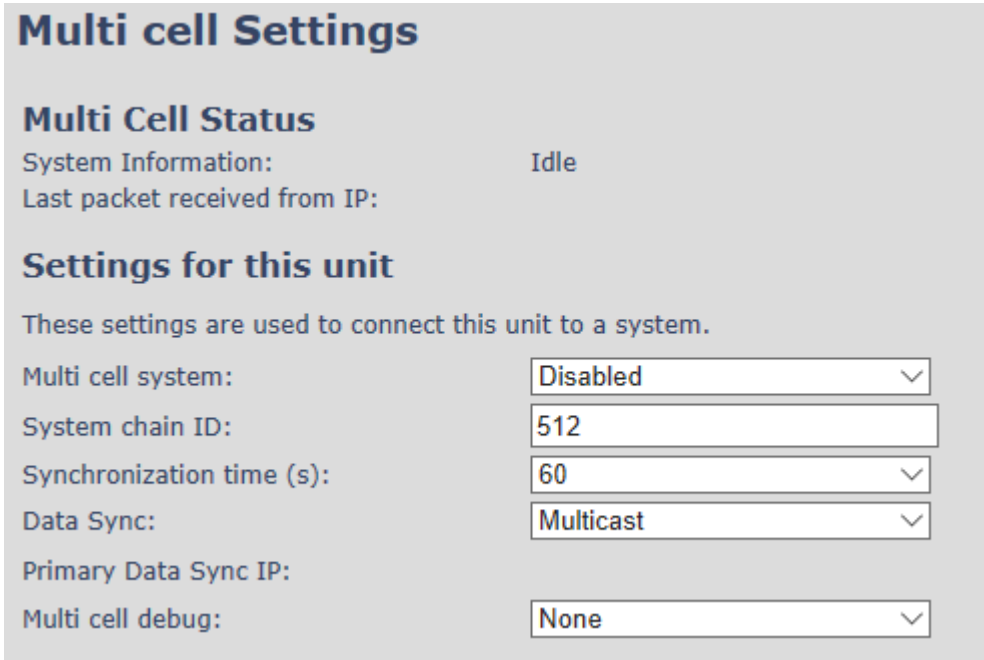 Multi cell Settings
Multi Cell Status
System Information: Idle
Last packet received from IP:
Settings for this unit
These settings are used to connect this unit to a system.
Multi cell system: Disabled
System chain ID: 512
Synchronization time (s): 60
Data Sync: Multicast
Primary Data Sync IP:
Multi cell debug: None